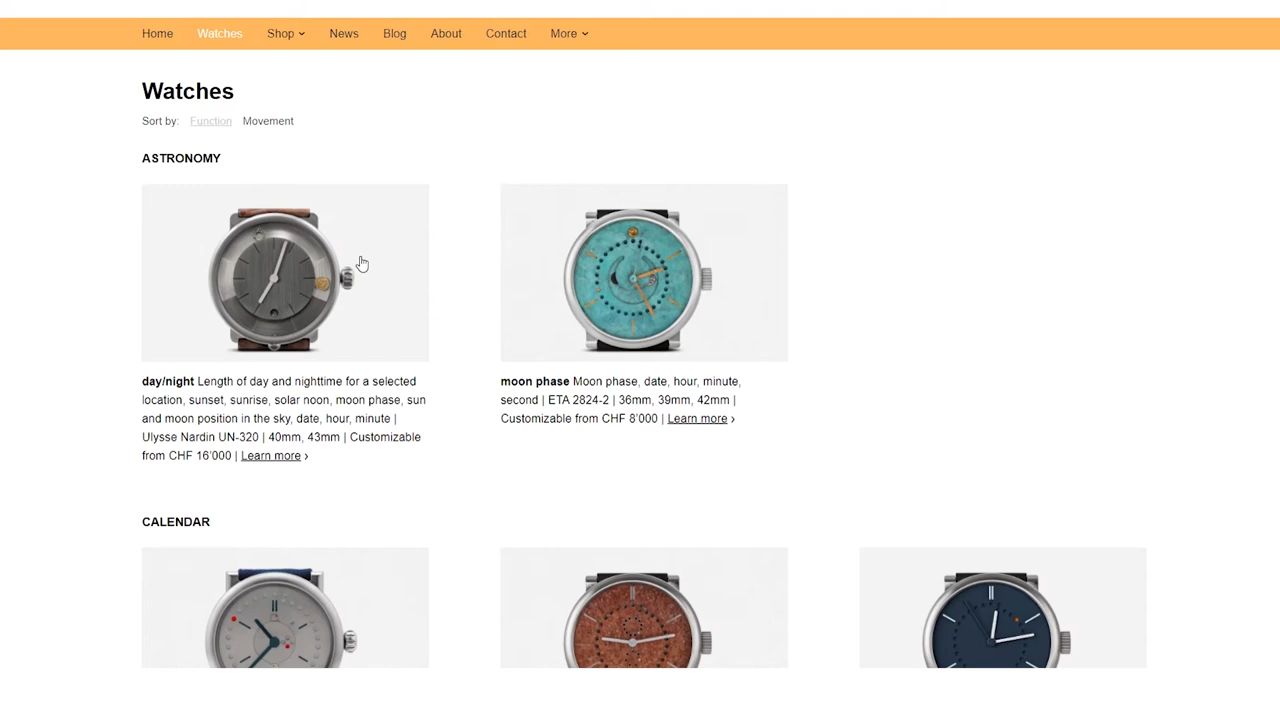 Home Watches Shop News Blog About Contact More
Watches
Sort by: Function Movement
ASTRONOMY
day/night Length of day and nighttime for a selected
location, sunset, sunrise, solar noon, moon phase, sun
and moon position in the sky, date, hour, minute |
Ulysse Nardin UN-320 | 40mm, 43mm | Customizable
from CHF 16’000 | Learn more ›
moon phase Moon phase, date, hour, minute,
second | ETA 2824-2 | 36mm, 39mm, 42mm |
Customizable from CHF 8’000 | Learn more ›
CALENDAR